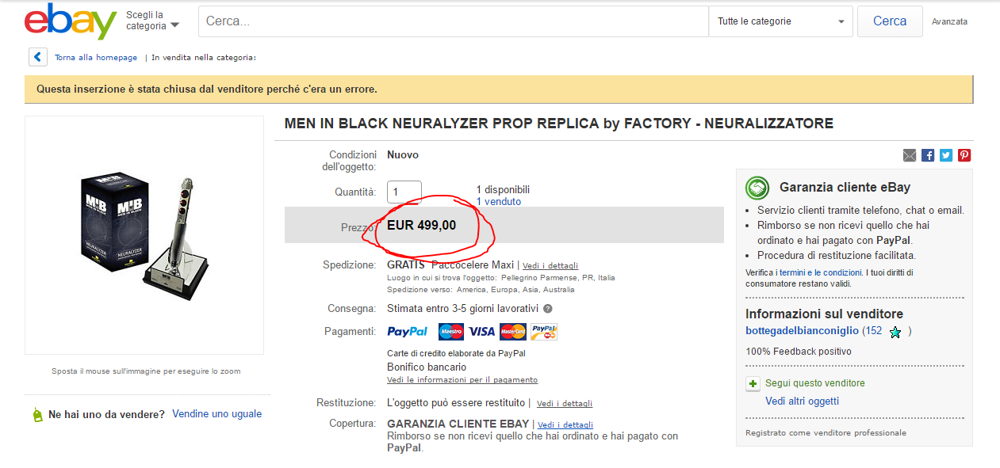 ebay
Scegli la
categoria
Cerca...
Tutte le categorie
Cerca
Avanzata
Torna alla homepage | In vendita nella categoria:
Questa inserzione è stata chiusa dal venditore perché c'era un errore.
MEN IN BLACK NEURALYZER PROP REPLICA by FACTORY - NEURALIZZATORE
MIB
MEN IN BLACK
MIB
MEN IN BLACK
NEURALYZER
NEURALYZER
MIB
Sposta il mouse sull'immagine per eseguire lo zoom
Ne hai uno da vendere? Vendine uno uguale
Condizioni
dell'oggetto:
Nuovo
Quantità:
1
1 disponibili
1 venduto
Prezzo:
EUR 499,00
Spedizione:
GRATIS Paccocelere Maxi | Vedi i dettagli
Luogo in cui si trova l'oggetto: Pellegrino Parmense, PR, Italia
Spedizione verso: America, Europa, Asia, Australia
Consegna:
Stimata entro 3-5 giorni lavorativi ?
Pagamenti:
PayPal Maestro VISA MasterCard PayPal
Carte di credito elaborate da PayPal
Bonifico bancario
Vedi le informazioni per il pagamento
Restituzione:
L'oggetto può essere restituito | Vedi i dettagli
Copertura:
GARANZIA CLIENTE EBAY | Vedi i dettagli
Rimborso se non ricevi quello che hai ordinato e hai pagato con
PayPal.
Garanzia cliente eBay
• Servizio clienti tramite telefono, chat o email.
• Rimborso se non ricevi quello che hai
ordinato e hai pagato con PayPal.
• Procedura di restituzione facilitata.
Verifica i termini e le condizioni. I tuoi diritti di
consumatore restano validi.
Informazioni sul venditore
bottegadelbianconiglio (152 )
100% Feedback positivo
Segui questo venditore
Vedi altri oggetti
Registrato come venditore professionale